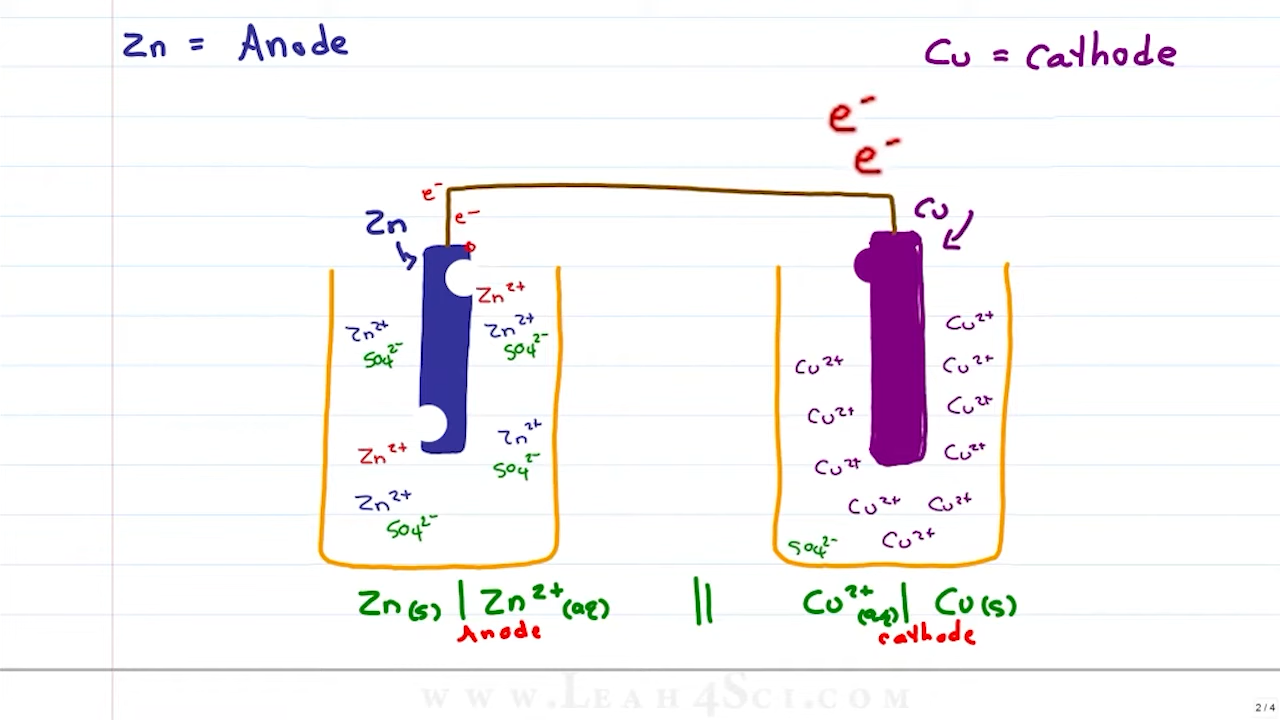 Zn = Anode
Cu = Cathode
e⁻
e⁻
e⁻
Zn
e⁻
Cu
Zn²⁺
Zn²⁺
SO₄²⁻
Zn²⁺
SO₄²⁻
Cu²⁺
Cu²⁺
Cu²⁺
Cu²⁺
Cu²⁺
Zn²⁺
SO₄²⁻
Zn²⁺
Cu²⁺
Cu²⁺
Zn²⁺
SO₄²⁻
Cu²⁺
Cu²⁺
Cu²⁺
SO₄²⁻
Zn(s) | Zn²⁺(aq) || Cu²⁺(aq) | Cu(s)
Anode
cathode
www.Leah4Sci.com
2 / 4